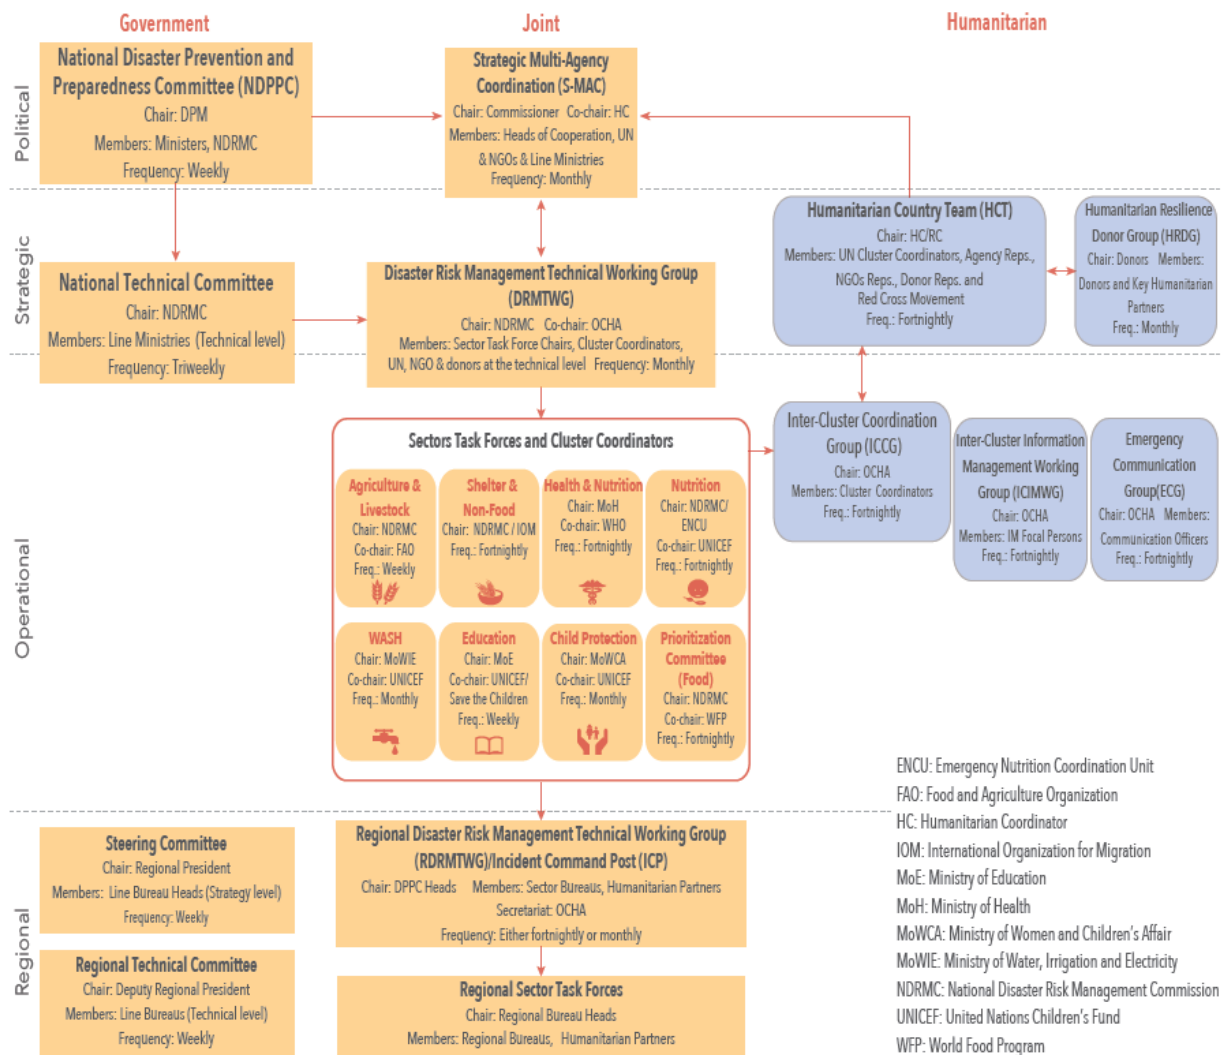 Government
Joint
Humanitarian
Political
National Disaster Prevention and
Preparedness Committee (NDPPC)
Chair: DPM
Members: Ministers, NDRMC
Frequency: Weekly
Strategic Multi-Agency
Coordination (S-MAC)
Chair: Commissioner Co-chair: HC
Members: Heads of Cooperation, UN
& NGOs & Line Ministries
Frequency: Monthly
Strategic
National Technical Committee
Chair: NDRMC
Members: Line Ministries (Technical level)
Frequency: Triweekly
Disaster Risk Management Technical Working Group
(DRMTWG)
Chair: NDRMC Co-chair: OCHA
Members: Sector Task Force Chairs, Cluster Coordinators,
UN, NGO & donors at the technical level Frequency: Monthly
Humanitarian Country Team (HCT)
Chair: HC/RC
Members: UN Cluster Coordinators, Agency Reps.,
NGOs Reps., Donor Reps. and
Red Cross Movement
Freq.: Fortnightly
Humanitarian Resilience
Donor Group (HRDG)
Chair: Donors Members:
Donors and Key Humanitarian
Partners
Freq.: Monthly
Operational
Sectors Task Forces and Cluster Coordinators
Agriculture &
Livestock
Chair: NDRMC
Co-chair: FAO
Freq.: Weekly
Shelter &
Non-Food
Chair: NDRMC / IOM
Freq.: Fortnightly
Health & Nutrition
Chair: MoH
Co-chair: WHO
Freq.: Fortnightly
Nutrition
Chair: NDRMC/
ENCU
Co-chair: UNICEF
Freq.: Fortnightly
WASH
Chair: MoWIE
Co-chair: UNICEF
Freq.: Monthly
Education
Chair: MoE
Co-chair: UNICEF/
Save the Children
Freq.: Weekly
Child Protection
Chair: MoWCA
Co-chair: UNICEF
Freq.: Monthly
Prioritization
Committee
(Food)
Chair: NDRMC
Co-chair: WFP
Freq.: Fortnightly
Inter-Cluster Coordination
Group (ICCG)
Chair: OCHA
Members: Cluster Coordinators
Freq.: Fortnightly
Inter-Cluster Information
Management Working
Group (ICIMWG)
Chair: OCHA
Members: IM Focal Persons
Freq.: Fortnightly
Emergency
Communication
Group(ECG)
Chair: OCHA Members:
Communication Officers
Freq.: Fortnightly
Regional
Steering Committee
Chair: Regional President
Members: Line Bureau Heads (Strategy level)
Frequency: Weekly
Regional Technical Committee
Chair: Deputy Regional President
Members: Line Bureaus (Technical level)
Frequency: Weekly
Regional Disaster Risk Management Technical Working Group
(RDRMTWG)/Incident Command Post (ICP)
Chair: DPPC Heads Members: Sector Bureaus, Humanitarian Partners
Secretariat: OCHA
Frequency: Either fortnightly or monthly
Regional Sector Task Forces
Chair: Regional Bureau Heads
Members: Regional Bureaus, Humanitarian Partners
ENCU: Emergency Nutrition Coordination Unit
FAO: Food and Agriculture Organization
HC: Humanitarian Coordinator
IOM: International Organization for Migration
MoE: Ministry of Education
MoH: Ministry of Health
MoWCA: Ministry of Women and Children's Affair
MoWIE: Ministry of Water, Irrigation and Electricity
NDRMC: National Disaster Risk Management Commission
UNICEF: United Nations Children's Fund
WFP: World Food Program